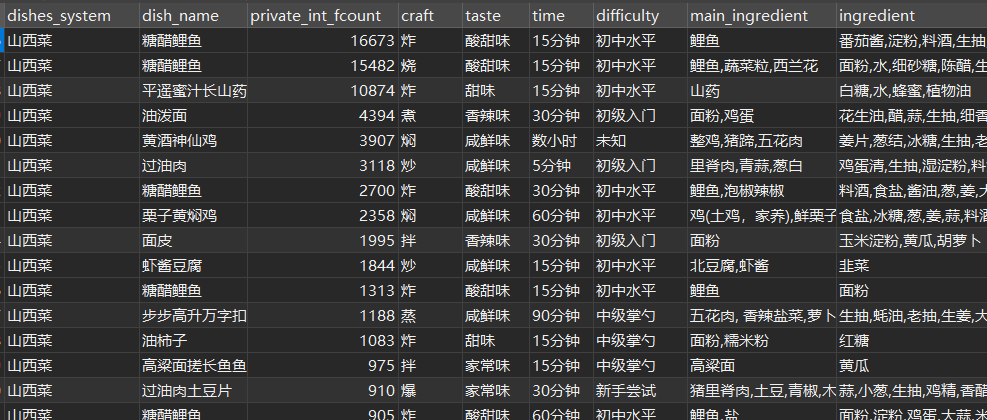 dishes_system dish_name private_int_fcount craft taste time difficulty main_ingredient ingredient
山西菜 糖醋鲤鱼 16673 炸 酸甜味 15分钟 初中水平 鲤鱼 番茄酱,淀粉,料酒,生抽
山西菜 糖醋鲤鱼 15482 烧 酸甜味 15分钟 初中水平 鲤鱼,蔬菜粒,西兰花 面粉,水,细砂糖,陈醋,生
山西菜 平遥蜜汁长山药 10874 炸 甜味 15分钟 初中水平 山药 白糖,水,蜂蜜,植物油
山西菜 油泼面 4394 煮 香辣味 30分钟 初级入门 面粉,鸡蛋 花生油,醋,蒜,生抽,细香
山西菜 黄酒神仙鸡 3907 焖 咸鲜味 数小时 未知 整鸡,猪蹄,五花肉 姜片,葱结,冰糖,生抽,老
山西菜 过油肉 3118 炒 咸鲜味 5分钟 初级入门 里脊肉,青蒜,葱白 鸡蛋清,生抽,湿淀粉,料
山西菜 糖醋鲤鱼 2700 炸 酸甜味 30分钟 初中水平 鲤鱼,泡椒辣椒 料酒,食盐,酱油,葱,姜,大
山西菜 栗子黄焖鸡 2358 焖 咸鲜味 60分钟 初中水平 鸡(土鸡，家养),鲜栗子 食盐,冰糖,葱,姜,蒜,料酒
山西菜 面皮 1995 拌 香辣味 30分钟 初级入门 面粉 玉米淀粉,黄瓜,胡萝卜
山西菜 虾酱豆腐 1844 炒 咸鲜味 15分钟 初中水平 北豆腐,虾酱 韭菜
山西菜 糖醋鲤鱼 1313 炸 酸甜味 15分钟 初中水平 鲤鱼 面粉
山西菜 步步高升万字扣 1188 蒸 咸鲜味 90分钟 中级掌勺 五花肉, 香辣盐菜,萝卜 生抽,蚝油,老抽,生姜,大
山西菜 油柿子 1083 炸 甜味 15分钟 中级掌勺 面粉,糯米粉 红糖
山西菜 高粱面搓长鱼鱼 975 拌 家常味 15分钟 中级掌勺 高粱面 黄瓜
山西菜 过油肉土豆片 910 爆 家常味 30分钟 新手尝试 猪里脊肉,土豆,青椒,木 蒜,小葱,生抽,鸡精,香醋
山西菜 糖醋鲤鱼 905 炸 酸甜味 60分钟 初中水平 鲤鱼,盐 面粉,淀粉,鸡蛋,大蒜,米